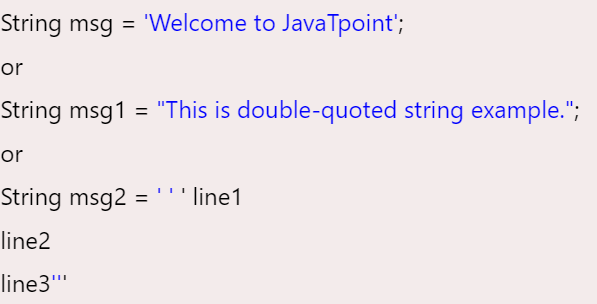 String msg = 'Welcome to JavaTpoint';
or
String msg1 = "This is double-quoted string example.";
or
String msg2 = ' ' ' line1
line2
line3'''